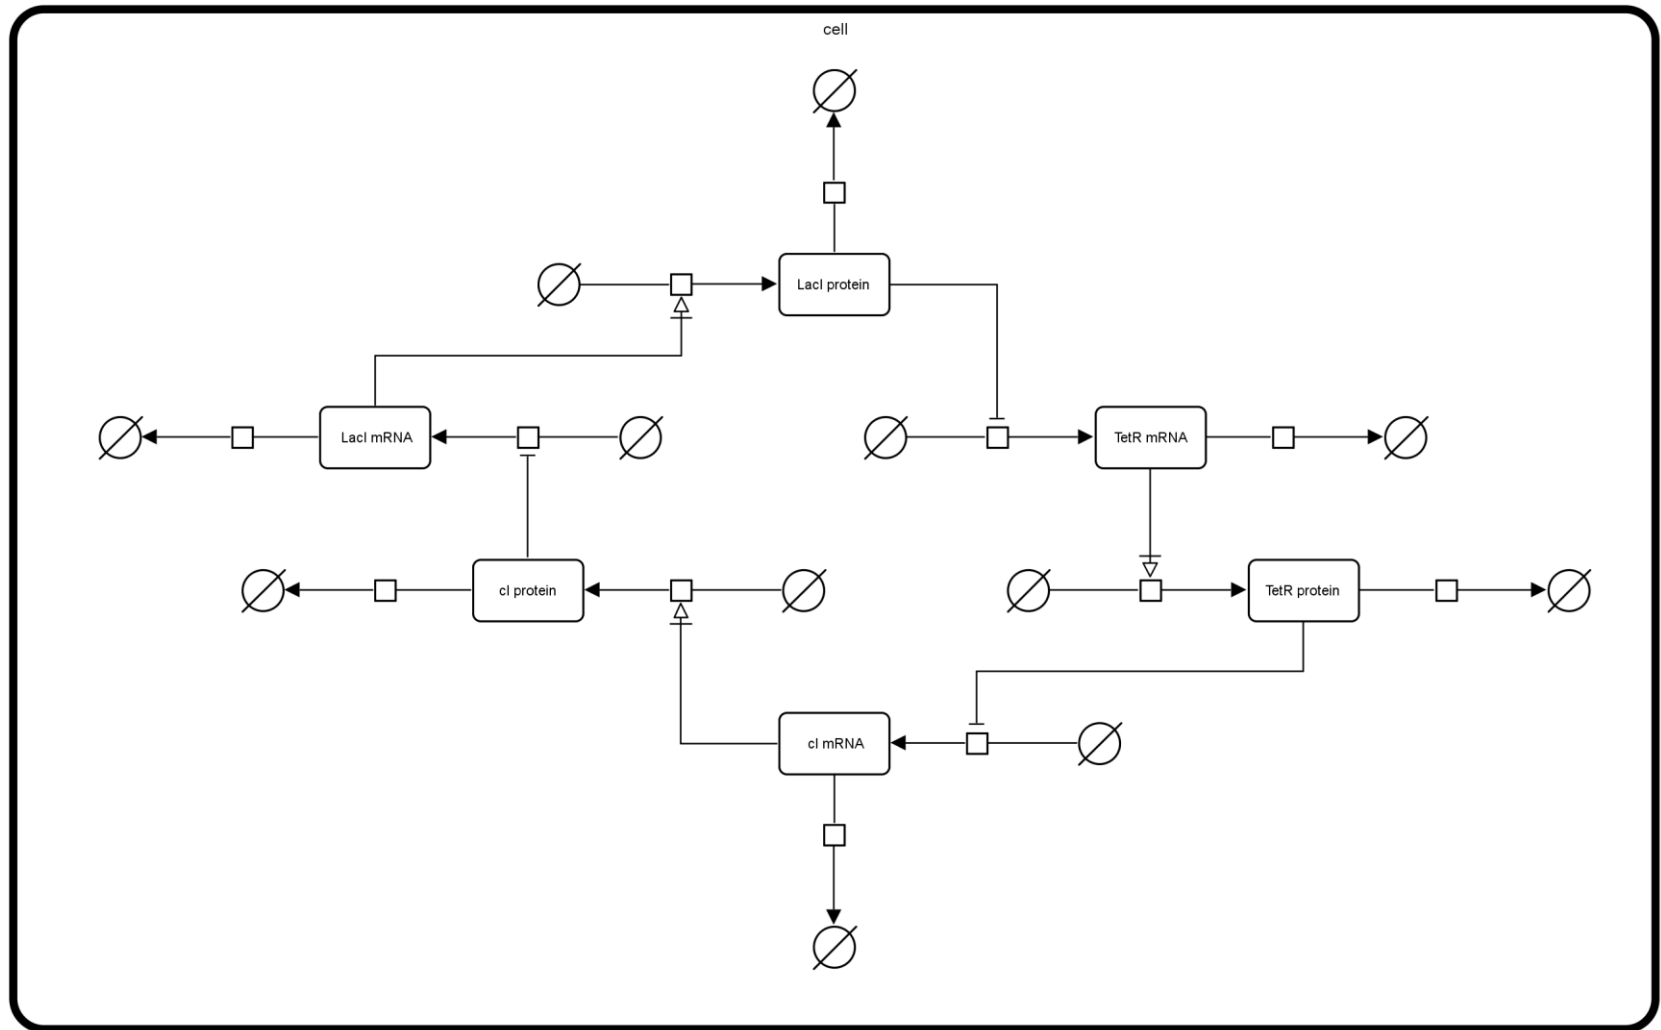 cell
LacI protein
LacI mRNA
TetR mRNA
cI protein
TetR protein
cI mRNA